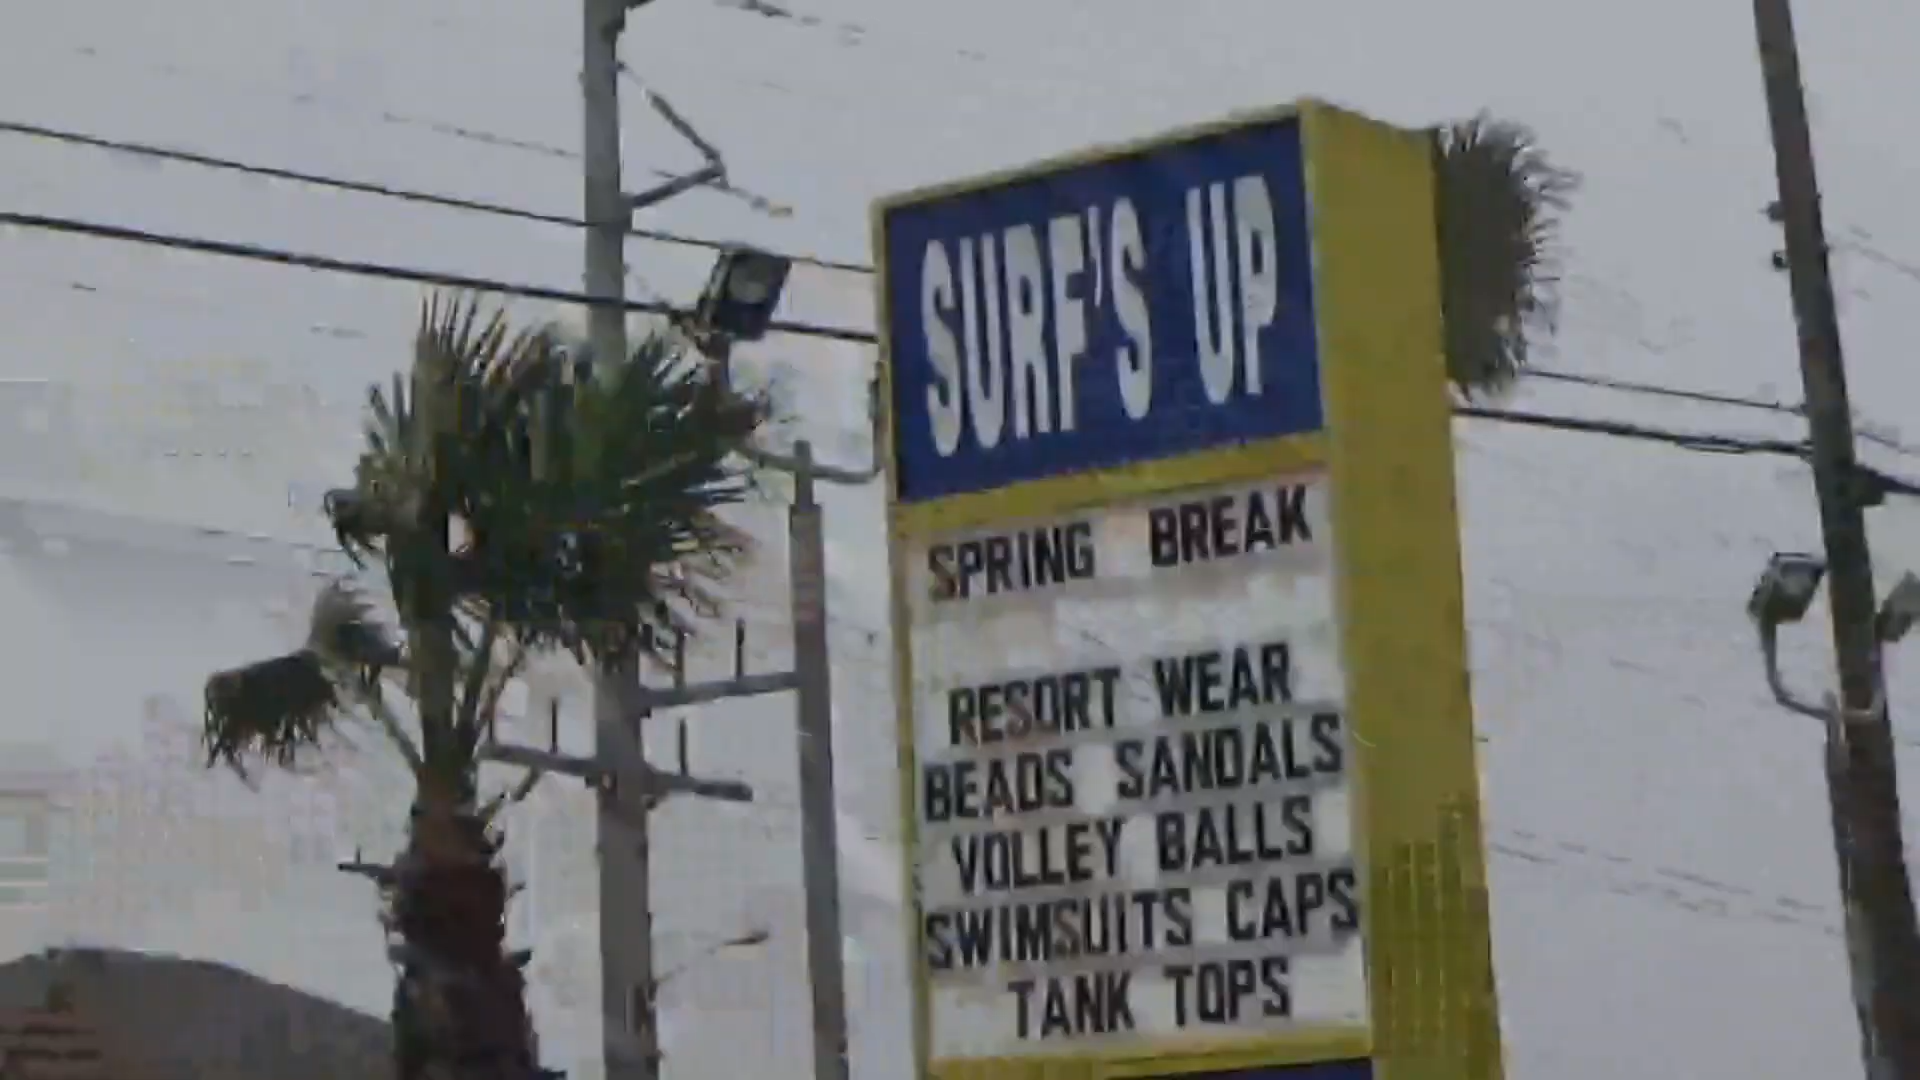 SURF'S UP
SPRING BREAK
RESORT WEAR
BEADS SANDALS
VOLLEY BALLS
SWIMSUITS CAPS
TANK TOPS